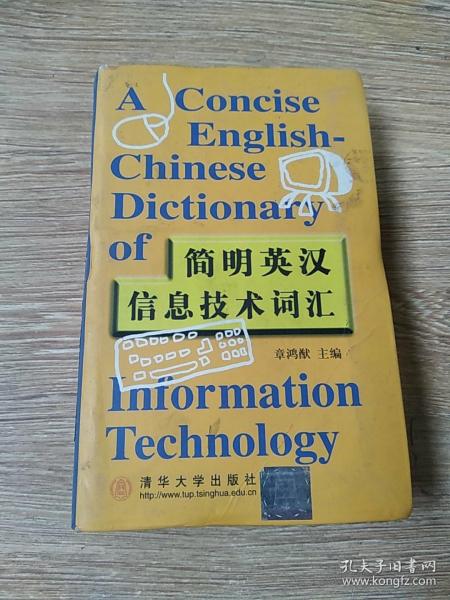 A Concise
English-
Chinese
Dictionary
of
简明英汉
信息技术词汇
章鸿猷 主编
Information
Technology
清华大学出版社
http://www.tup.tsinghua.edu.cn
孔夫子旧书网
www.kongfz.com